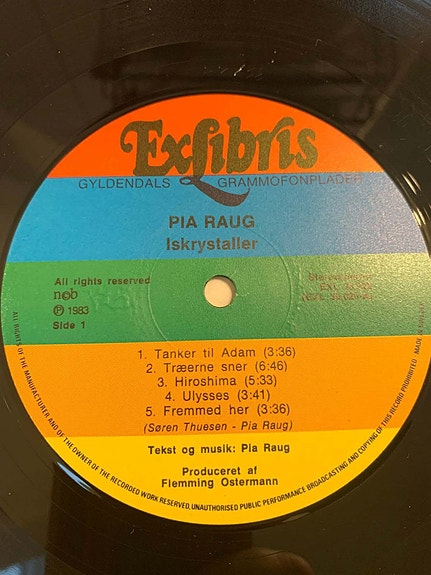 Exlibris
GYLDENDALS GRAMMOFONPLADER
PIA RAUG
Iskrystaller
All rights reserved
n©b
Ⓟ 1983
Side 1
1. Tanker til Adam (3:36)
2. Træerne sner (6:46)
3. Hiroshima (5:33)
4. Ulysses (3:41)
5. Fremmed her (3:36)
(Søren Thuesen - Pia Raug)
Tekst og musik: Pia Raug
Produceret af
Flemming Ostermann
ALL RIGHTS OF THE MANUFACTURER AND OF THE OWNER OF THE RECORDED WORK RESERVED, UNAUTHORISED PUBLIC PERFORMANCE BROADCASTING AND COPYING OF THIS RECORD PROHIBITED MADE IN